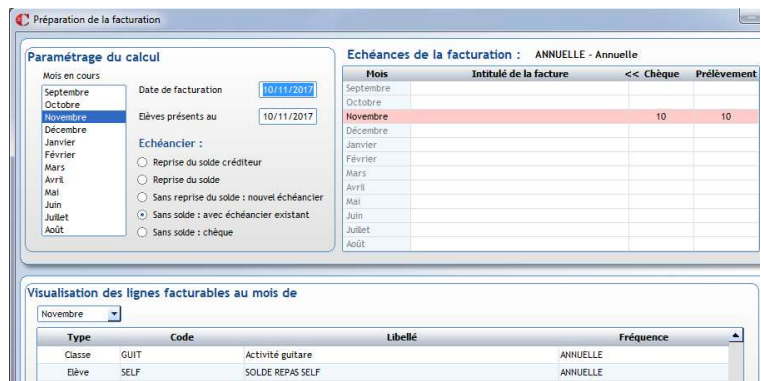 Préparation de la facturation
Paramétrage du calcul
Mois en cours
Septembre
Octobre
Novembre
Décembre
Janvier
Février
Mars
Avril
Mai
Juin
Juillet
Août
Date de facturation 10/11/2017
Elèves présents au 10/11/2017
Echéancier :
Reprise du solde créditeur
Reprise du solde
Sans reprise du solde : nouvel échéancier
Sans solde : avec échéancier existant
Sans solde : chèque
Echéances de la facturation : ANNUELLE - Annuelle
Mois Intitulé de la facture << Chèque Prélèvement
Septembre
Octobre
Novembre 10 10
Décembre
Janvier
Février
Mars
Avril
Mai
Juin
Juillet
Août
Visualisation des lignes facturables au mois de
Novembre
Type Code Libellé Fréquence
Classe GUIT Activité guitare ANNUELLE
Elève SELF SOLDE REPAS SELF ANNUELLE